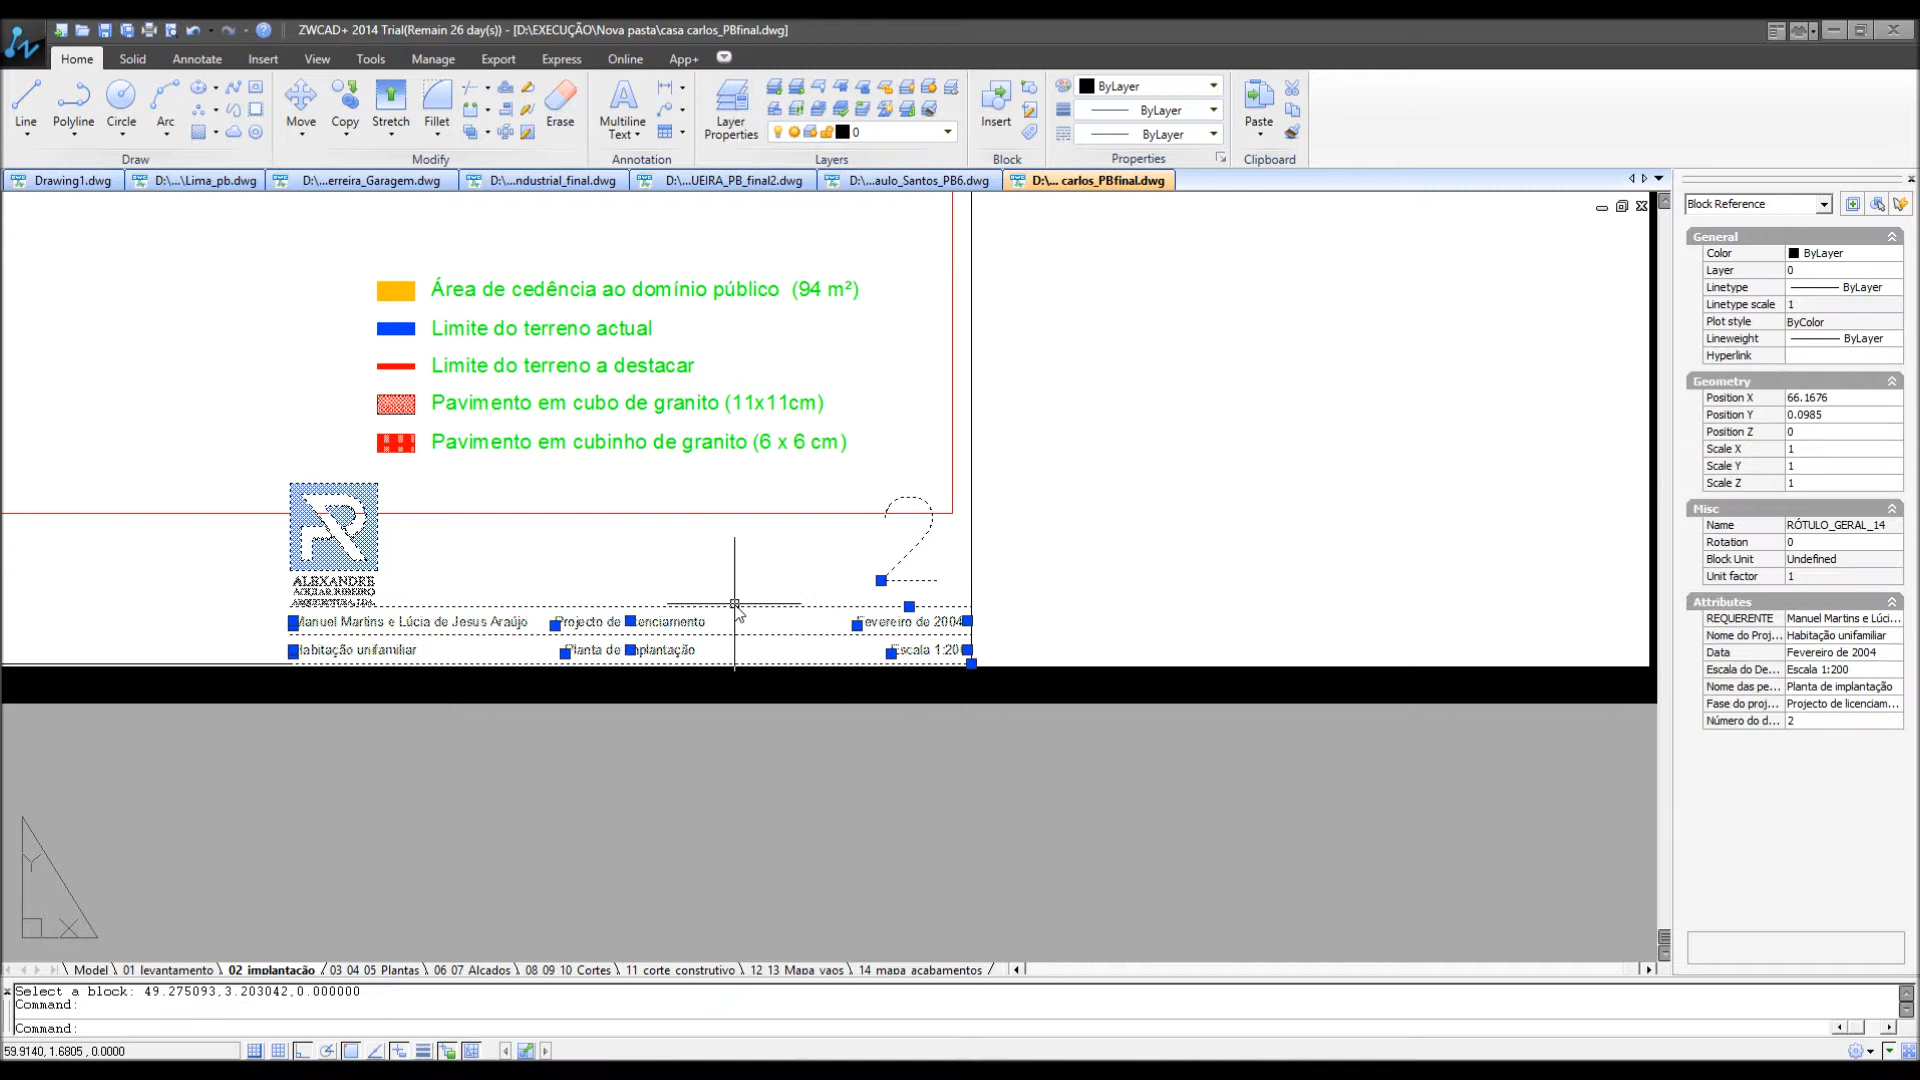 ZWCAD+ 2014 Trial(Remain 26 day(s)) - [D:\EXECUÇÃO\Nova pasta\casa carlos_PBfinal.dwg]
Home Solid Annotate Insert View Tools Manage Export Express Online App+
Line Polyline Circle Arc Move Copy Stretch Fillet Erase Multiline Text Layer Properties 0 Insert ByLayer ByLayer ByLayer Paste
Draw Modify Annotation Layers Block Properties Clipboard
Drawing1.dwg D:\...\Lima_pb.dwg D:\...erreira_Garagem.dwg D:\...ndustrial_final.dwg D:\...UEIRA_PB_final2.dwg D:\...aulo_Santos_PB6.dwg D:\... carlos_PBfinal.dwg
Área de cedência ao domínio público (94 m²)
Limite do terreno actual
Limite do terreno a destacar
Pavimento em cubo de granito (11x11cm)
Pavimento em cubinho de granito (6 x 6 cm)
2
ALEXANDRE
AGUIAR RIBEIRO
ARQUITECTURA, LDA.
Manuel Martins e Lúcia de Jesus Araújo Projecto de licenciamento Fevereiro de 2004
Habitação unifamiliar Planta de implantação Escala 1:200
Y
X
Block Reference
General
Color ByLayer
Layer 0
Linetype ByLayer
Linetype scale 1
Plot style ByColor
Lineweight ByLayer
Hyperlink
Geometry
Position X 66.1676
Position Y 0.0985
Position Z 0
Scale X 1
Scale Y 1
Scale Z 1
Misc
Name RÓTULO_GERAL_14
Rotation 0
Block Unit Undefined
Unit factor 1
Attributes
REQUERENTE Manuel Martins e Lúci...
Nome do Proj... Habitação unifamiliar
Data Fevereiro de 2004
Escala do De... Escala 1:200
Nome das pe... Planta de implantação
Fase do proj... Projecto de licenciam...
Número do d... 2
Model 01 levantamento 02 implantação 03 04 05 Plantas 06 07 Alcados 08 09 10 Cortes 11 corte construtivo 12 13 Mapa vaos 14 mapa acabamentos
Select a block: 49.275093,3.203042,0.000000
Command:
Command:
59.9140, 1.6805 , 0.0000